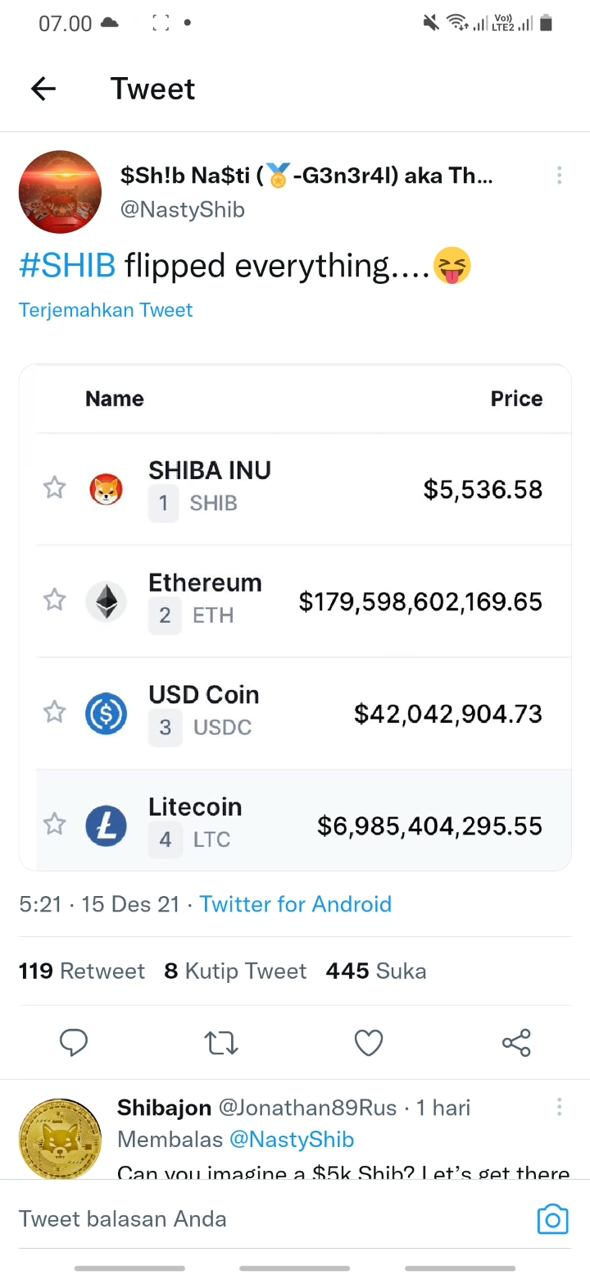 07.00
Vo)
LTE2
Tweet
$Sh!b Na$ti (🏅-G3n3r4l) aka Th...
@NastyShib
#SHIB flipped everything....😝
Terjemahkan Tweet
Name Price
SHIBA INU
1 SHIB
$5,536.58
Ethereum
2 ETH
$179,598,602,169.65
USD Coin
3 USDC
$42,042,904.73
Litecoin
4 LTC
$6,985,404,295.55
5:21 · 15 Des 21 · Twitter for Android
119 Retweet 8 Kutip Tweet 445 Suka
Shibajon @Jonathan89Rus · 1 hari
Membalas @NastyShib
Can you imagine a $5k Shib? Let's get there
Tweet balasan Anda